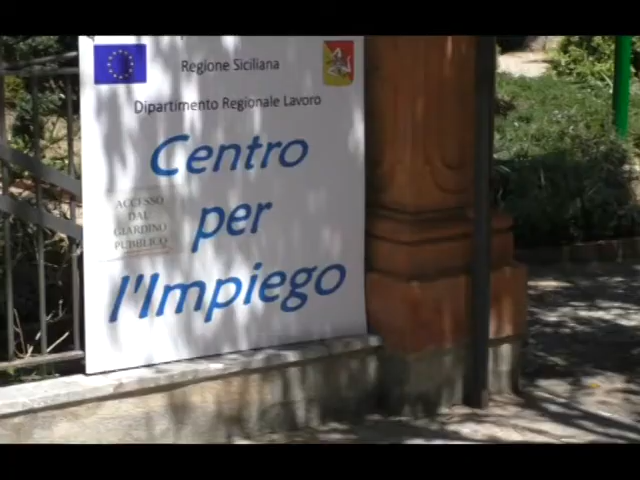 Regione Siciliana
Dipartimento Regionale Lavoro
Centro
per
l'Impiego
ACCESSO
DAL
GIARDINO
PUBBLICO